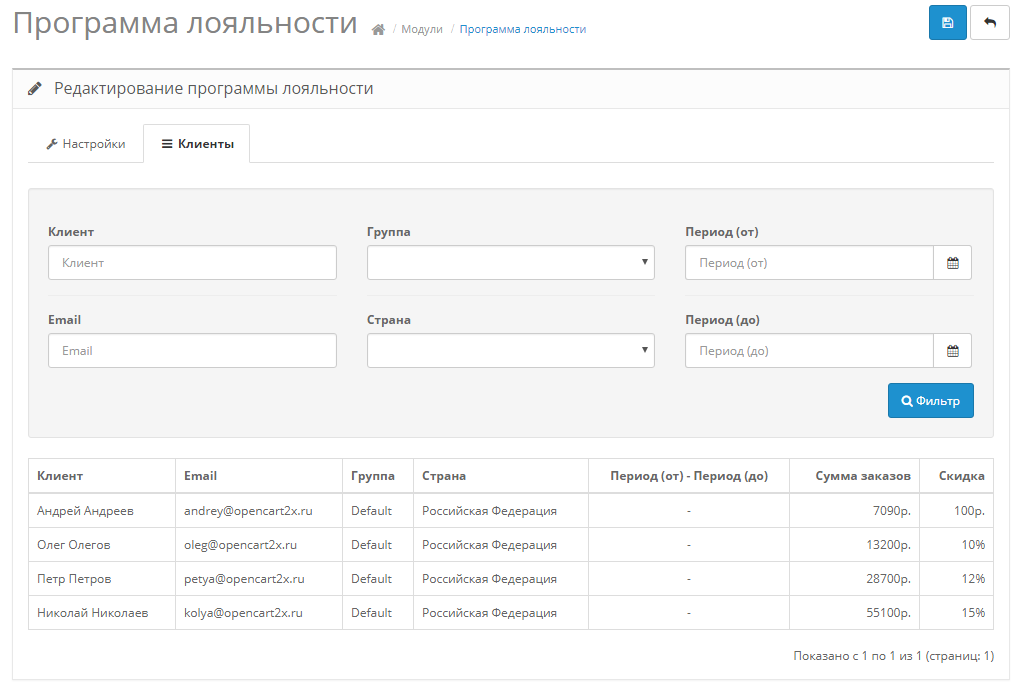 Программа лояльности / Модули / Программа лояльности
Редактирование программы лояльности
Настройки Клиенты
Клиент Группа Период (от)
Клиент Период (от)
Email Страна Период (до)
Email Период (до)
Фильтр
Клиент Email Группа Страна Период (от) - Период (до) Сумма заказов Скидка
Андрей Андреев andrey@opencart2x.ru Default Российская Федерация - 7090р. 100р.
Олег Олегов oleg@opencart2x.ru Default Российская Федерация - 13200р. 10%
Петр Петров petya@opencart2x.ru Default Российская Федерация - 28700р. 12%
Николай Николаев kolya@opencart2x.ru Default Российская Федерация - 55100р. 15%
Показано с 1 по 1 из 1 (страниц: 1)